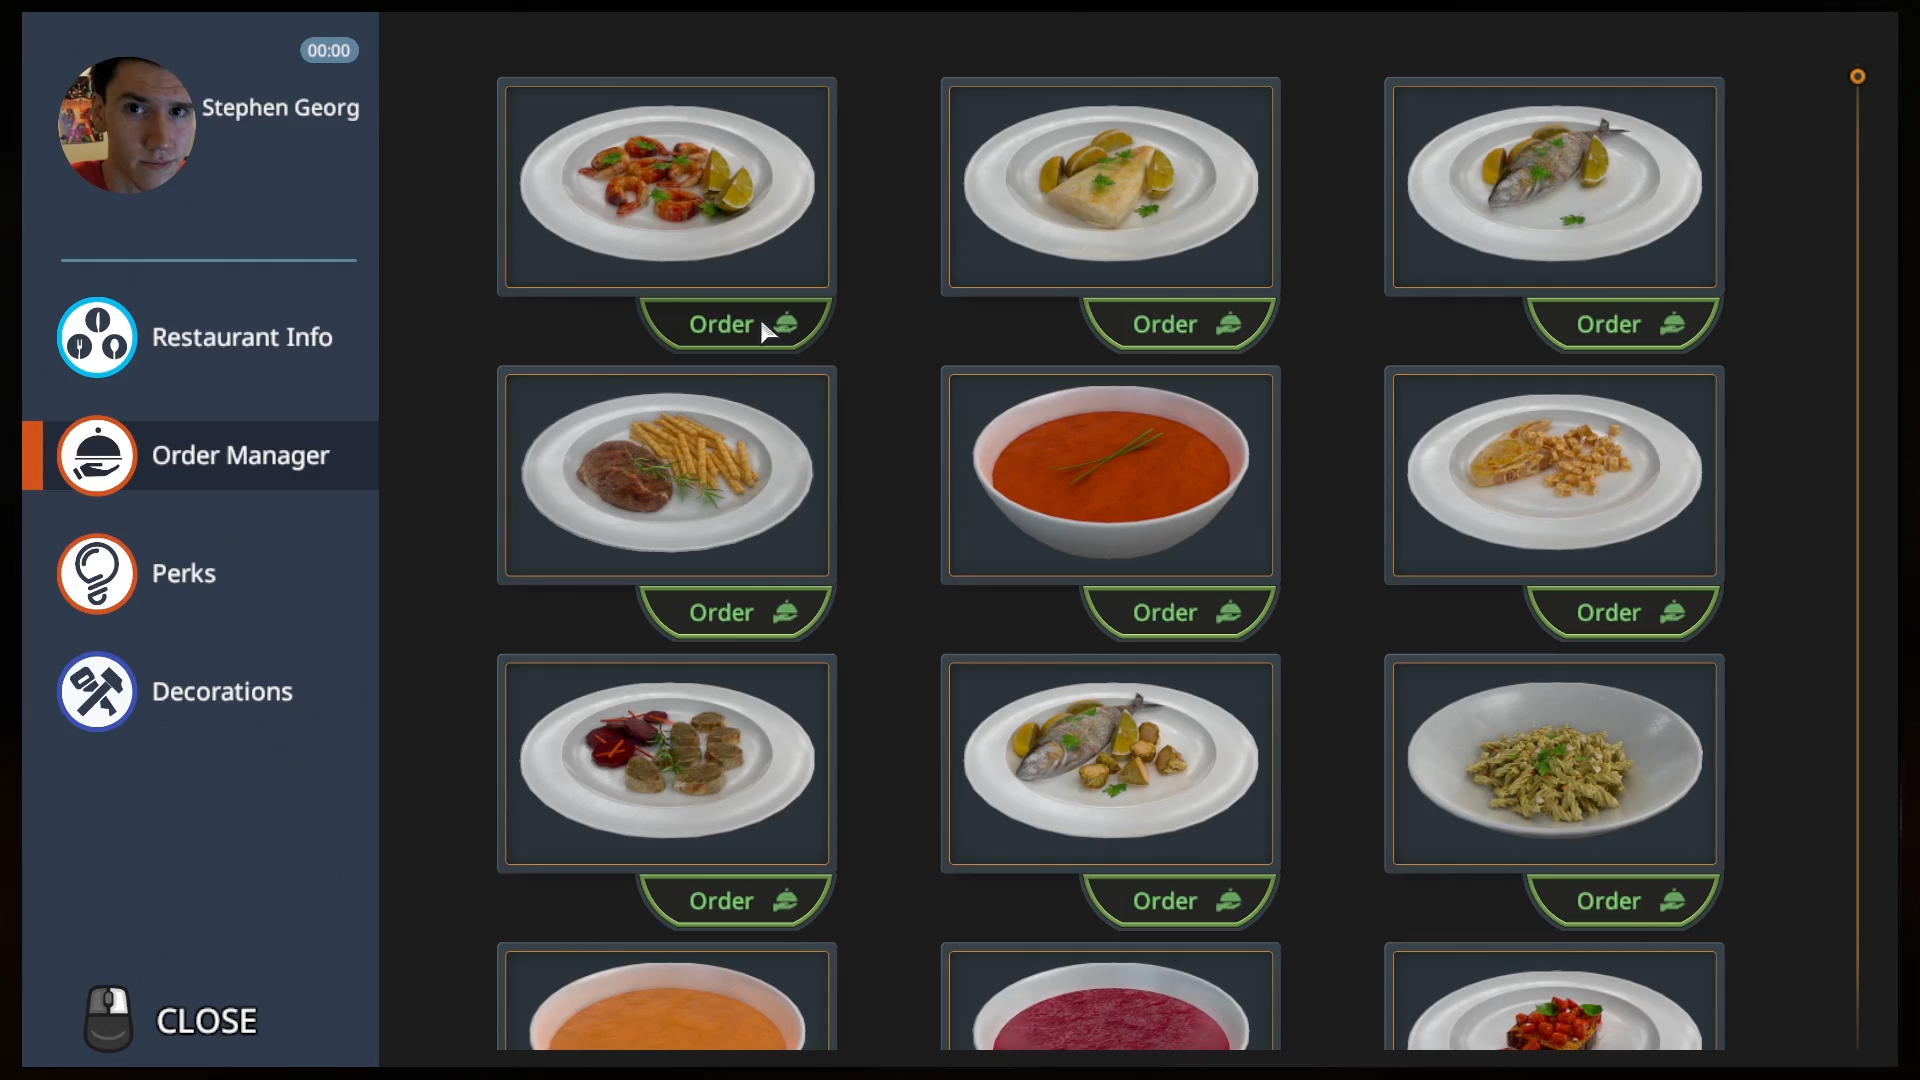 00:00
Stephen Georg
Restaurant Info
Order Manager
Perks
Decorations
CLOSE
Order
Order
Order
Order
Order
Order
Order
Order
Order